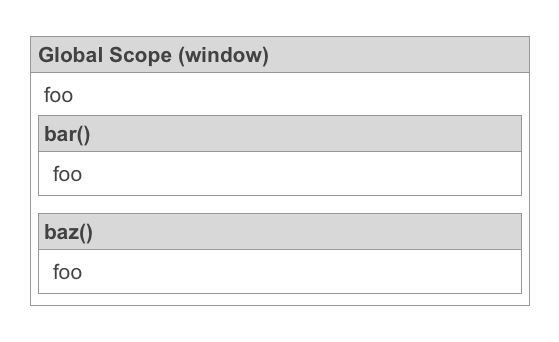 Global Scope (window)
foo
bar()
foo
baz()
foo